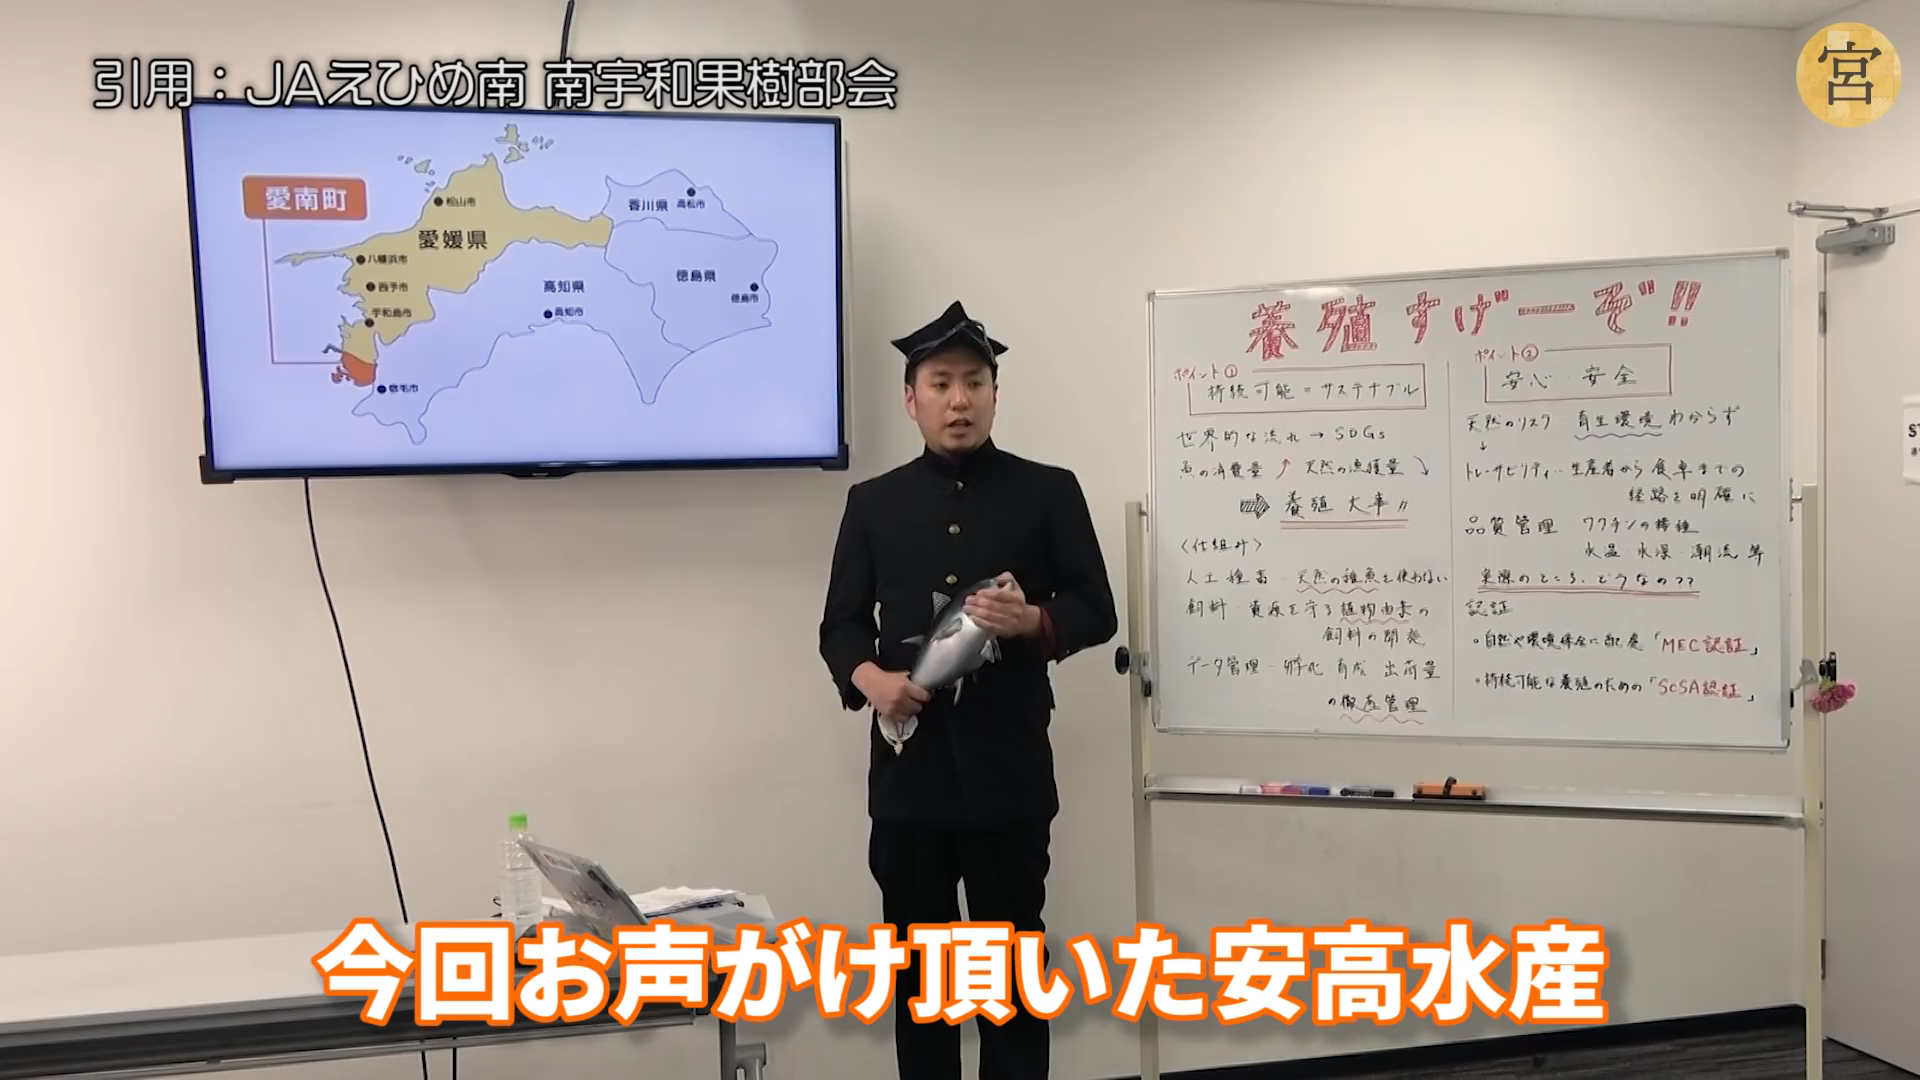 引用：JAえひめ南 南宇和果樹部会
宮
愛南町
松山市
愛媛県
八幡浜市
西予市
宇和島市
宿毛市
香川県
高松市
徳島県
徳島市
高知県
高知市
養殖すげーぞ!!
ポイント①
持続可能=サステナブル
世界的な流れ→SDGs
魚の消費量↑ 天然の漁獲量↘
⇨ 養殖大事!!
〈仕組み〉
人工種苗…天然の稚魚を使わない
飼料…資源を守る植物由来の
飼料の開発
データ管理…孵化 育成 出荷量
の徹底管理
ポイント②
安心・安全
天然のリスク…育生環境わからず
↓
トレーサビリティ…生産者から食卓までの
経路を明確に
品質管理 ワクチンの接種
水温 水深 潮流 等
実際のところ、どうなの??
認証
・自然や環境保全に配慮「MEC認証」
・持続可能な養殖のための「SCSA認証」
今回お声がけ頂いた安高水産